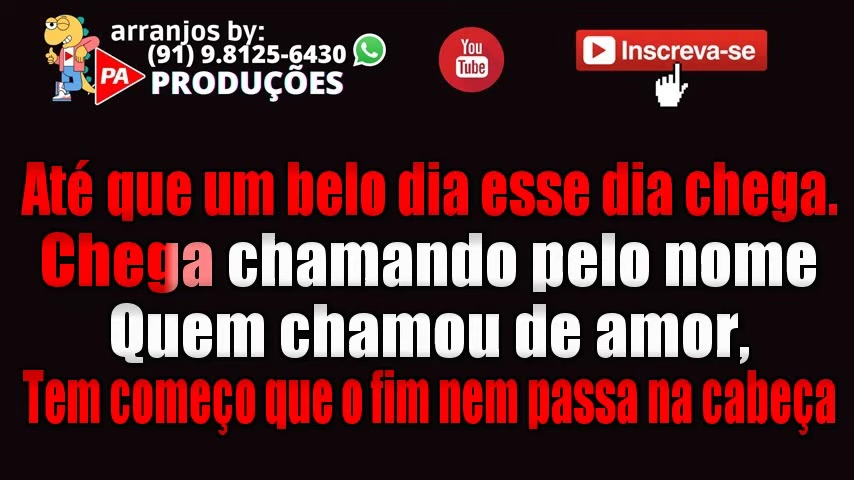 arranjos by:
(91) 9.8125-6430
PA
PRODUÇÕES
You
Tube
Inscreva-se
Até que um belo dia esse dia chega.
Chega chamando pelo nome
Quem chamou de amor,
Tem começo que o fim nem passa na cabeça